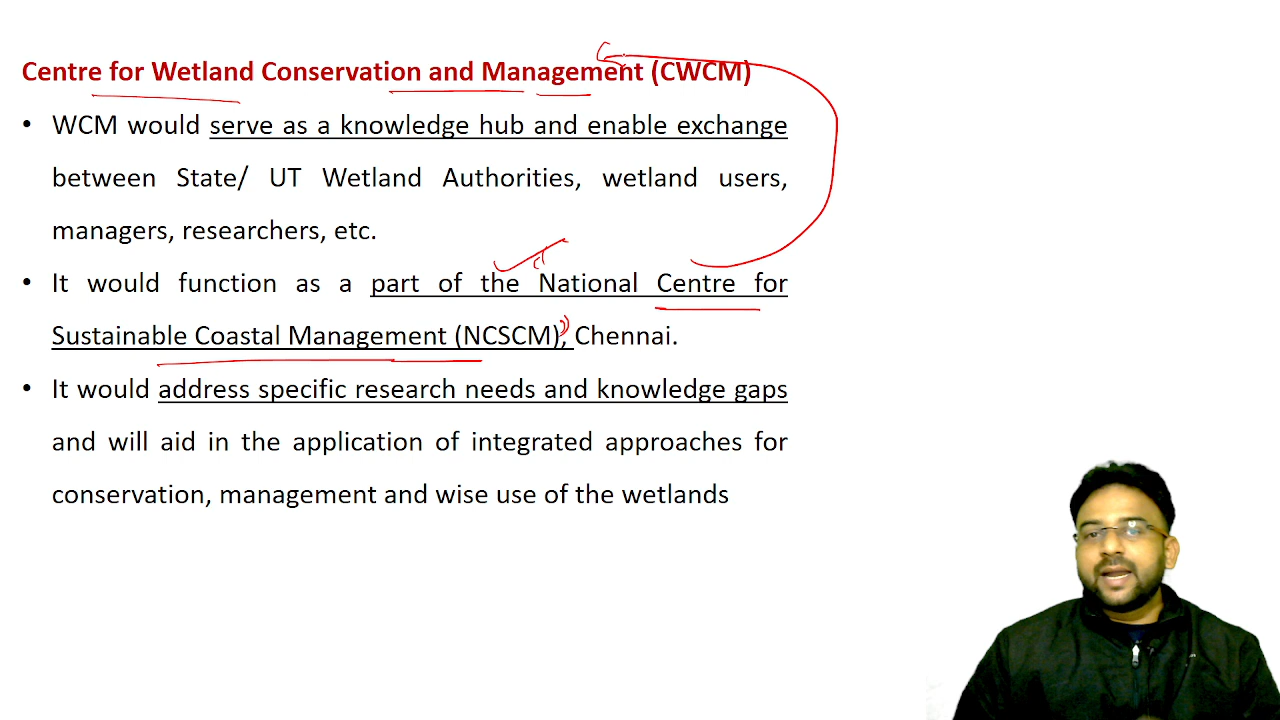 Centre for Wetland Conservation and Management (CWCM)
• WCM would serve as a knowledge hub and enable exchange
between State/ UT Wetland Authorities, wetland users,
managers, researchers, etc.
• It would function as a part of the National Centre for
Sustainable Coastal Management (NCSCM), Chennai.
• It would address specific research needs and knowledge gaps
and will aid in the application of integrated approaches for
conservation, management and wise use of the wetlands